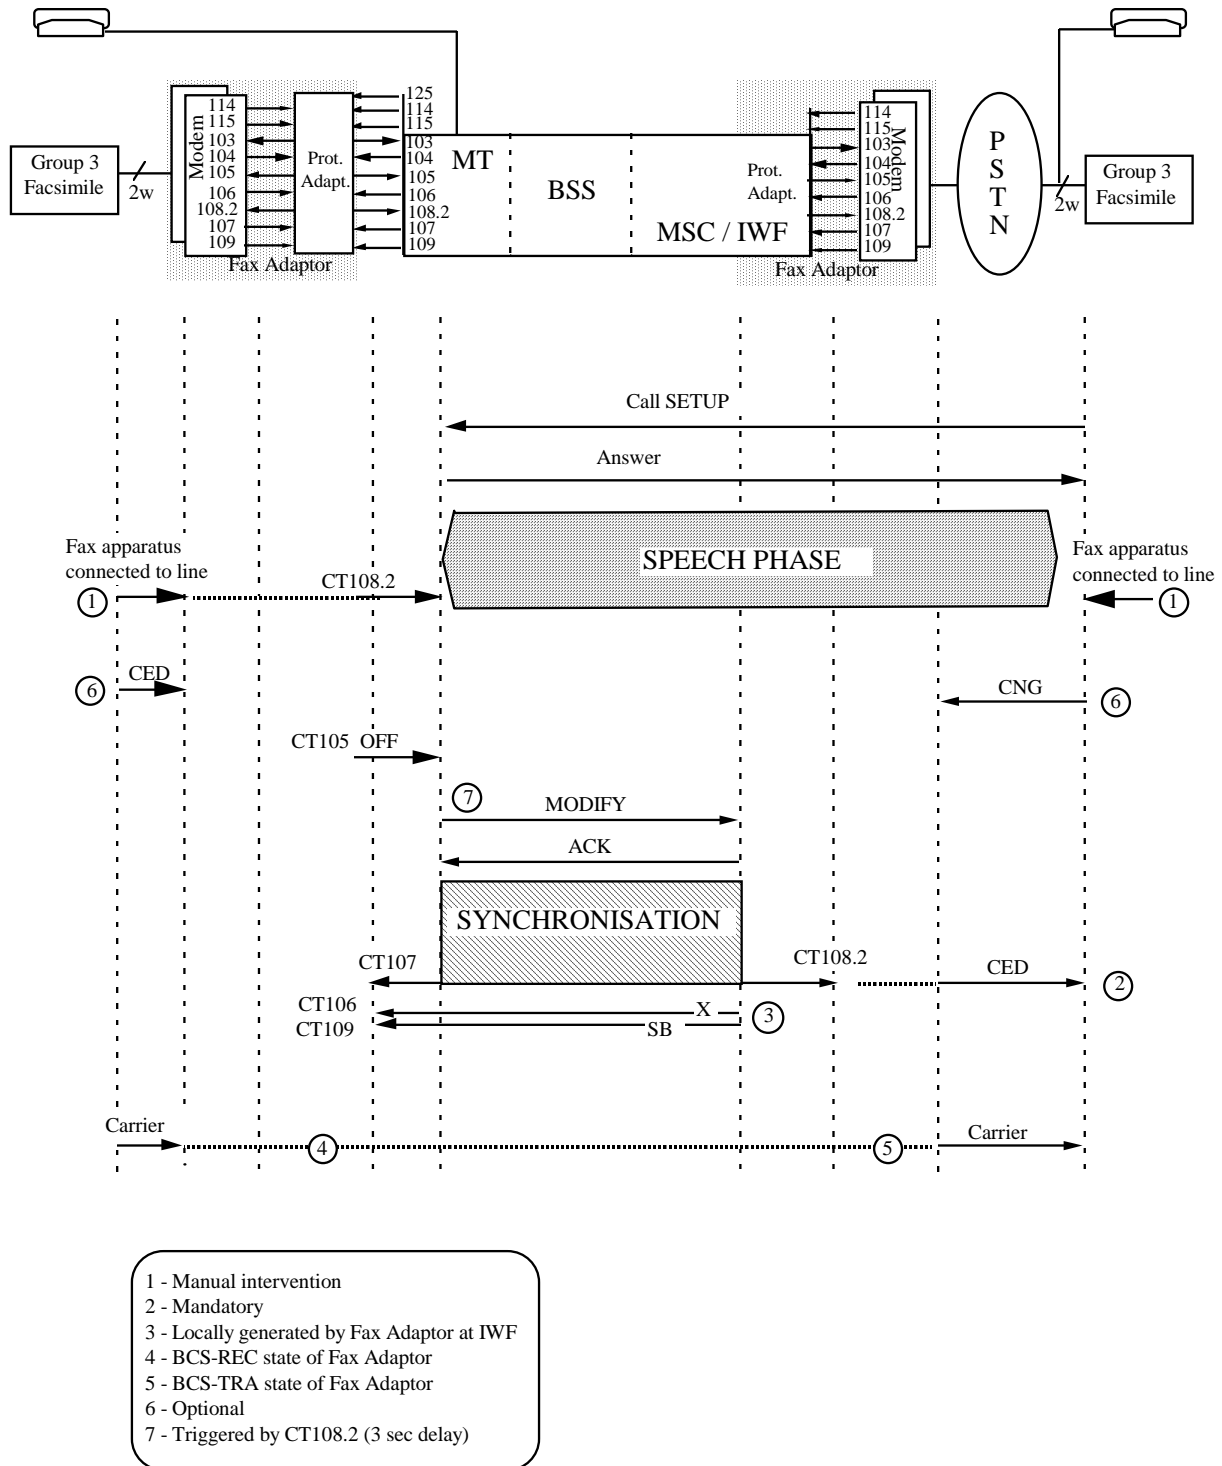 125
114
114
114
115
115
115
103
103
103
104
104
104
105
105
105
106
106
106
108.2
108.2
108.2
107
107
107
109
109
109
Modem
Modem
Group 3
Facsimile
2w
Prot.
Adapt.
MT
BSS
MSC / IWF
Prot.
Adapt.
Fax Adaptor
Fax Adaptor
P
S
T
N
2w
Group 3
Facsimile
Call SETUP
Answer
SPEECH PHASE
Fax apparatus
connected to line
1
CT108.2
Fax apparatus
connected to line
1
CED
6
CNG
6
CT105 OFF
7
MODIFY
ACK
SYNCHRONISATION
CT107
CT108.2
CED
2
CT106
X
3
CT109
SB
Carrier
4
5
Carrier
1 - Manual intervention
2 - Mandatory
3 - Locally generated by Fax Adaptor at IWF
4 - BCS-REC state of Fax Adaptor
5 - BCS-TRA state of Fax Adaptor
6 - Optional
7 - Triggered by CT108.2 (3 sec delay)